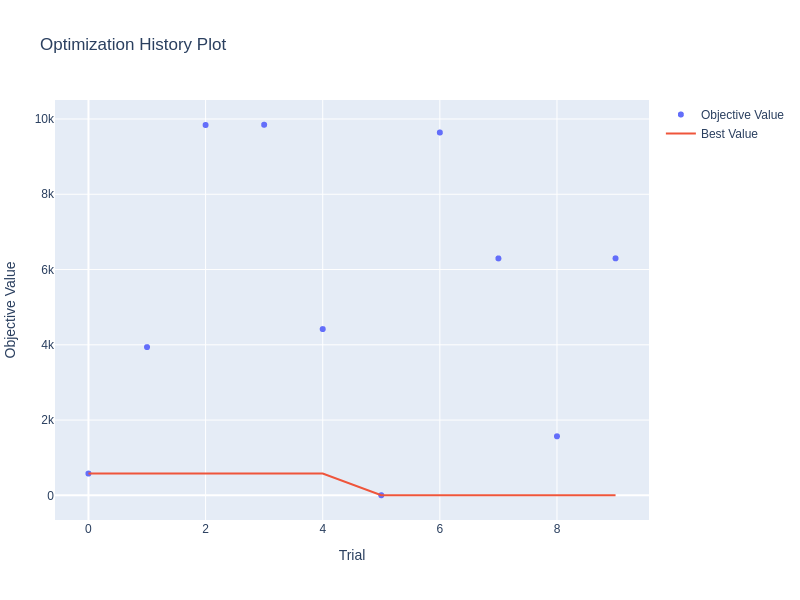 Optimization History Plot
Objective Value
Best Value
10k
8k
6k
4k
2k
0
Objective Value
0
2
4
6
8
Trial